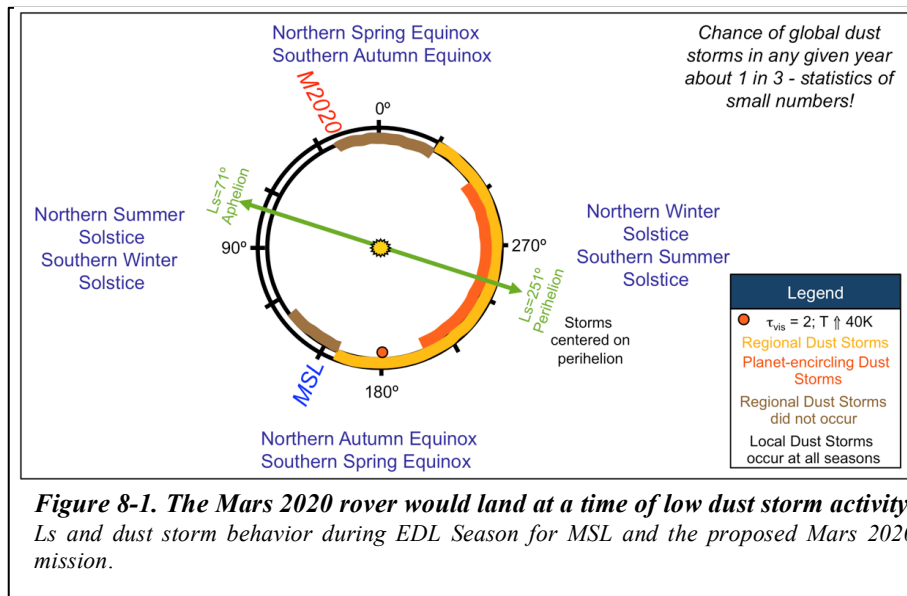 Northern Spring Equinox
Southern Autumn Equinox
Chance of global dust
storms in any given year
about 1 in 3 - statistics of
small numbers!
M2020
0º
Ls=71º
Aphelion
Northern Summer
Solstice
Southern Winter
Solstice
90º
270º
Northern Winter
Solstice
Southern Summer
Solstice
Ls=251º
Perihelion
Storms
centered on
perihelion
MSL
180º
Northern Autumn Equinox
Southern Spring Equinox
Legend
τvis = 2; T ⇑ 40K
Regional Dust Storms
Planet-encircling Dust
Storms
Regional Dust Storms
did not occur
Local Dust Storms
occur at all seasons
Figure 8-1. The Mars 2020 rover would land at a time of low dust storm activity
Ls and dust storm behavior during EDL Season for MSL and the proposed Mars 2020
mission.